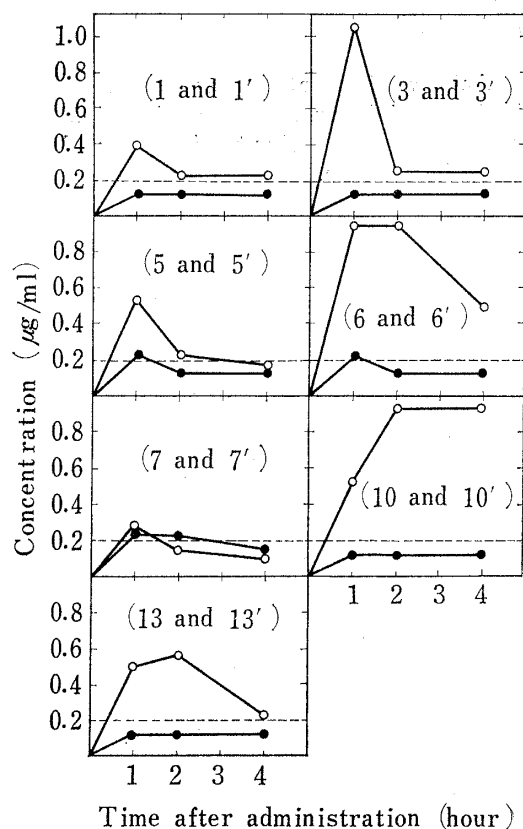 1.0
0.8
0.6
0.4
0.2
(1 and 1′)
(3 and 3′)
0.8
0.6
0.4
0.2
(5 and 5′)
(6 and 6′)
0.8
0.6
0.4
0.2
(7 and 7′)
(10 and 10′)
1 2 3 4
0.8
0.6
0.4
0.2
(13 and 13′)
1 2 3 4
Concentration (μg/ml)
Time after administration (hour)